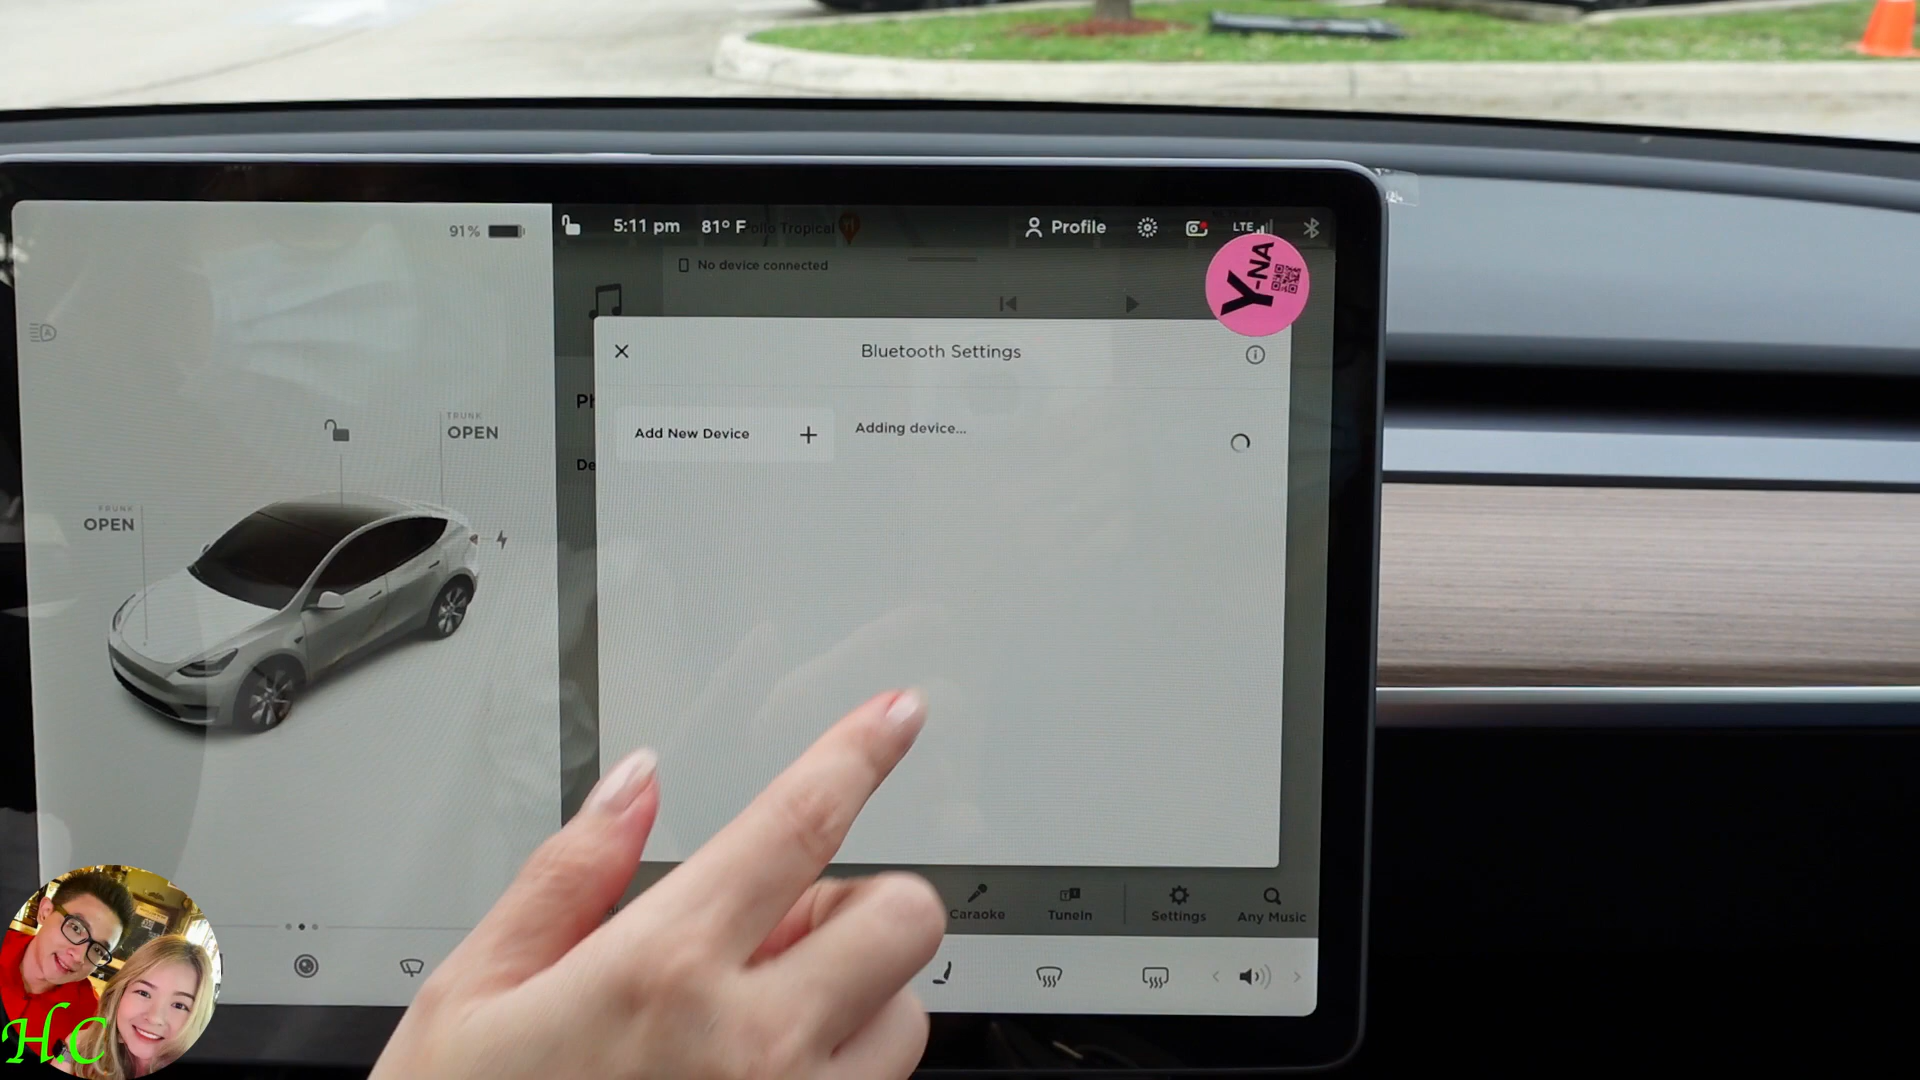 91%
5:11 pm 81° F Profile LTE
No device connected
Y-NA
Bluetooth Settings
Add New Device +
Adding device...
TRUNK
OPEN
FRUNK
OPEN
Caraoke
TuneIn
Settings
Any Music
H.C